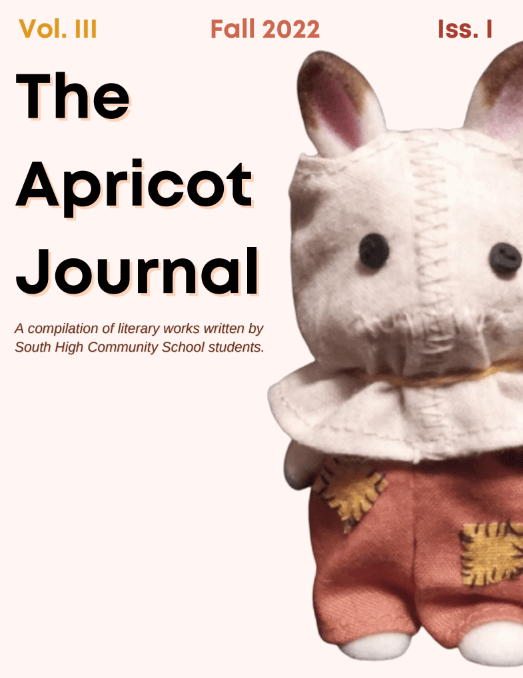 Vol. III Fall 2022 Iss. I
The
Apricot
Journal
A compilation of literary works written by
South High Community School students.